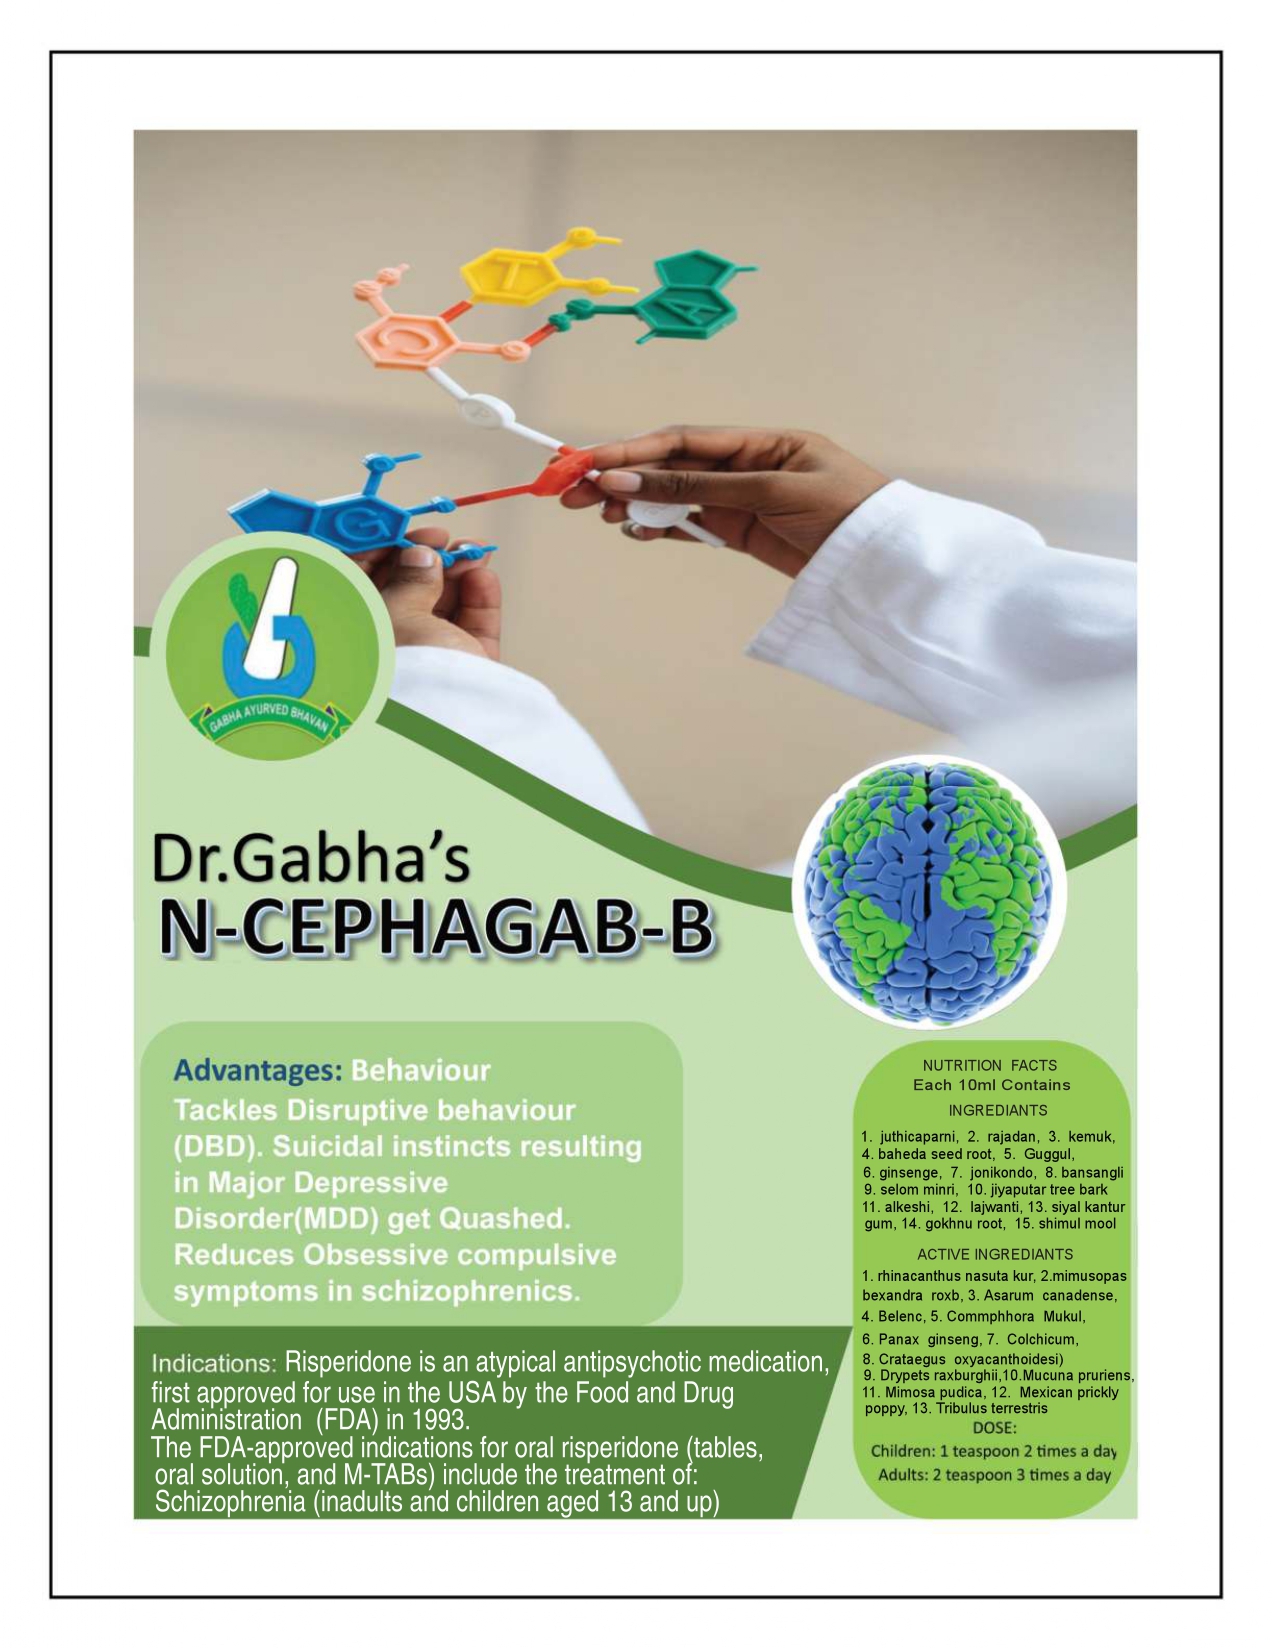 T
A
C
G
GABHA AYURVED BHAVAN
Dr.Gabha's
N-CEPHAGAB-B
Advantages: Behaviour
Tackles Disruptive behaviour
(DBD). Suicidal instincts resulting
in Major Depressive
Disorder(MDD) get Quashed.
Reduces Obsessive compulsive
symptoms in schizophrenics.
Indications: Risperidone is an atypical antipsychotic medication,
first approved for use in the USA by the Food and Drug
Administration (FDA) in 1993.
The FDA-approved indications for oral risperidone (tables,
oral solution, and M-TABs) include the treatment of:
Schizophrenia (inadults and children aged 13 and up)
NUTRITION FACTS
Each 10ml Contains
INGREDIANTS
1. juthicaparni, 2. rajadan, 3. kemuk,
4. baheda seed root, 5. Guggul,
6. ginsenge, 7. jonikondo, 8. bansangli
9. selom minri, 10. jiyaputar tree bark
11. alkeshi, 12. lajwanti, 13. siyal kantur
gum, 14. gokhnu root, 15. shimul mool
ACTIVE INGREDIANTS
1. rhinacanthus nasuta kur, 2.mimusopas
bexandra roxb, 3. Asarum canadense,
4. Belenc, 5. Commphhora Mukul,
6. Panax ginseng, 7. Colchicum,
8. Crataegus oxyacanthoidesi)
9. Drypets raxburghii,10.Mucuna pruriens,
11. Mimosa pudica, 12. Mexican prickly
poppy, 13. Tribulus terrestris
DOSE:
Children: 1 teaspoon 2 times a day
Adults: 2 teaspoon 3 times a day